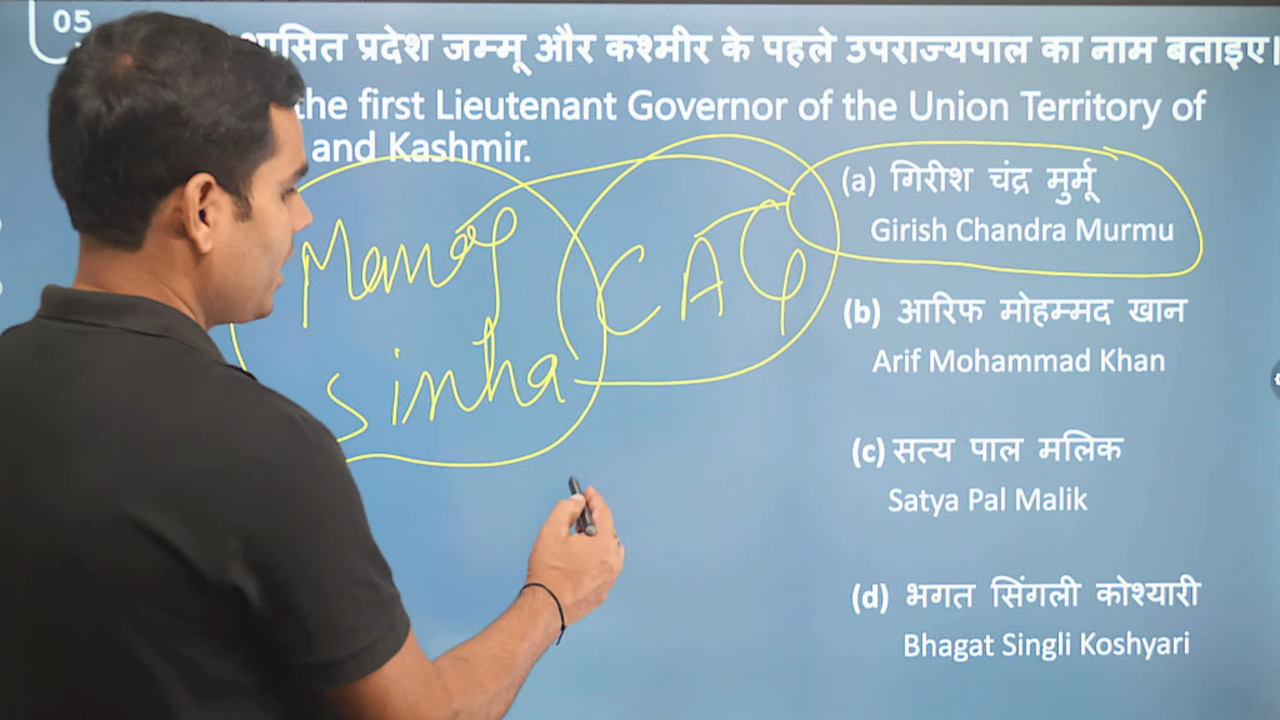 05
शासित प्रदेश जम्मू और कश्मीर के पहले उपराज्यपाल का नाम बताइए।
the first Lieutenant Governor of the Union Territory of
and Kashmir.
(a) गिरीश चंद्र मुर्मू
Girish Chandra Murmu
Manoj
Sinha
CAG
(b) आरिफ मोहम्मद खान
Arif Mohammad Khan
(c) सत्य पाल मलिक
Satya Pal Malik
(d) भगत सिंगली कोश्यारी
Bhagat Singli Koshyari